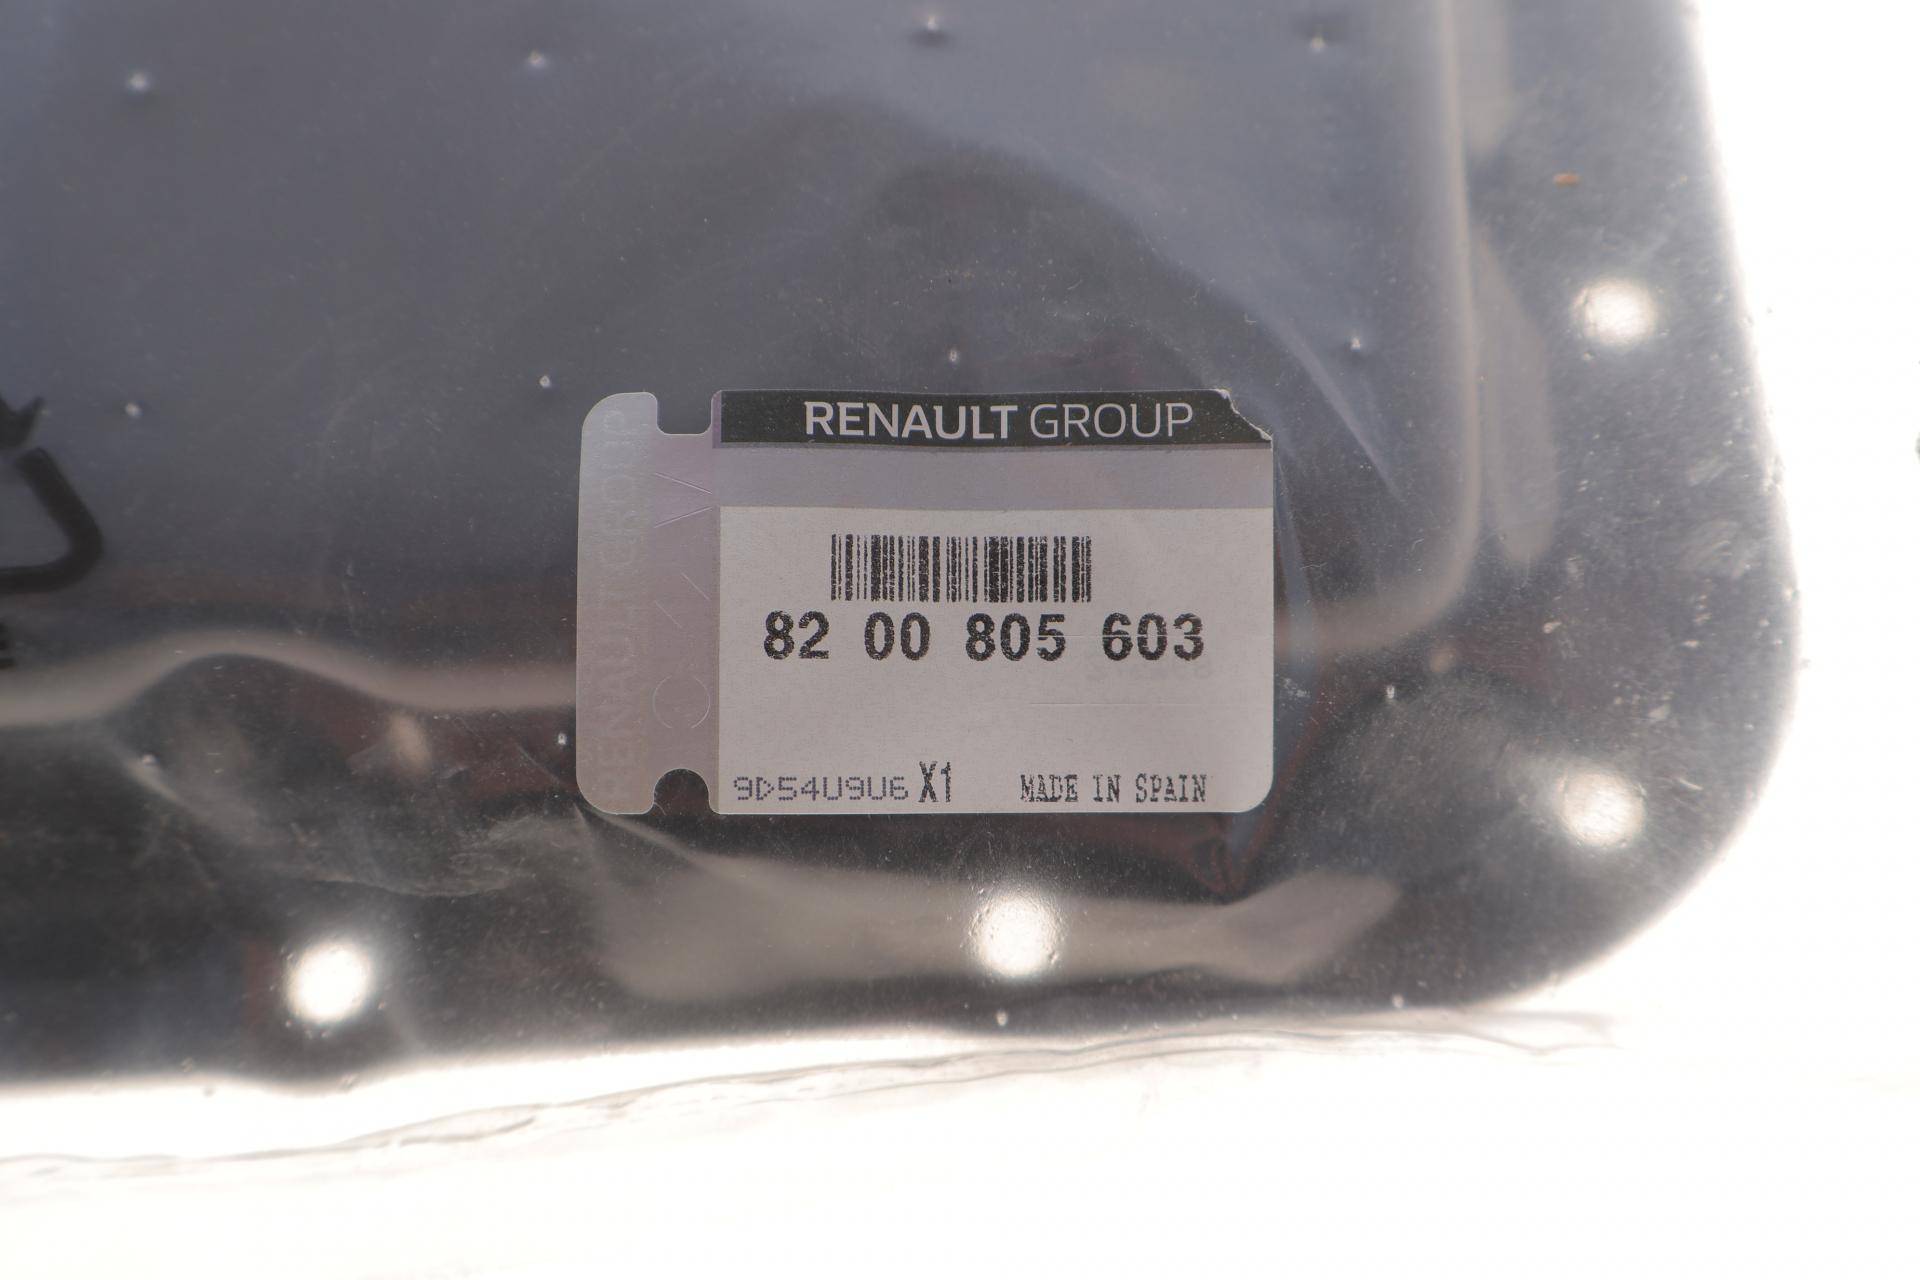 RENAULT GROUP
82 00 805 603
9D54U9U6 X1 MADE IN SPAIN